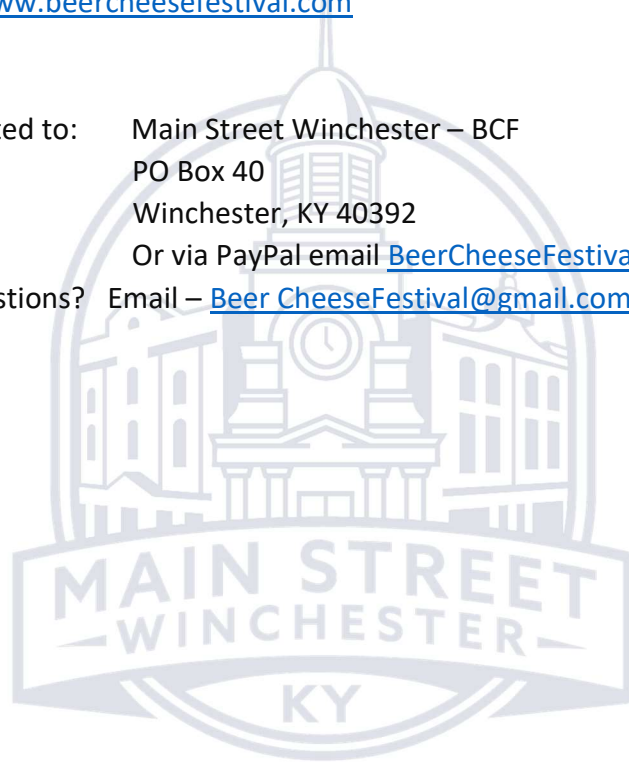 ww.beercheesefestival.com
ted to: Main Street Winchester – BCF
PO Box 40
Winchester, KY 40392
Or via PayPal email BeerCheeseFestiva
stions? Email – Beer CheeseFestival@gmail.com
MAIN STREET
WINCHESTER
KY